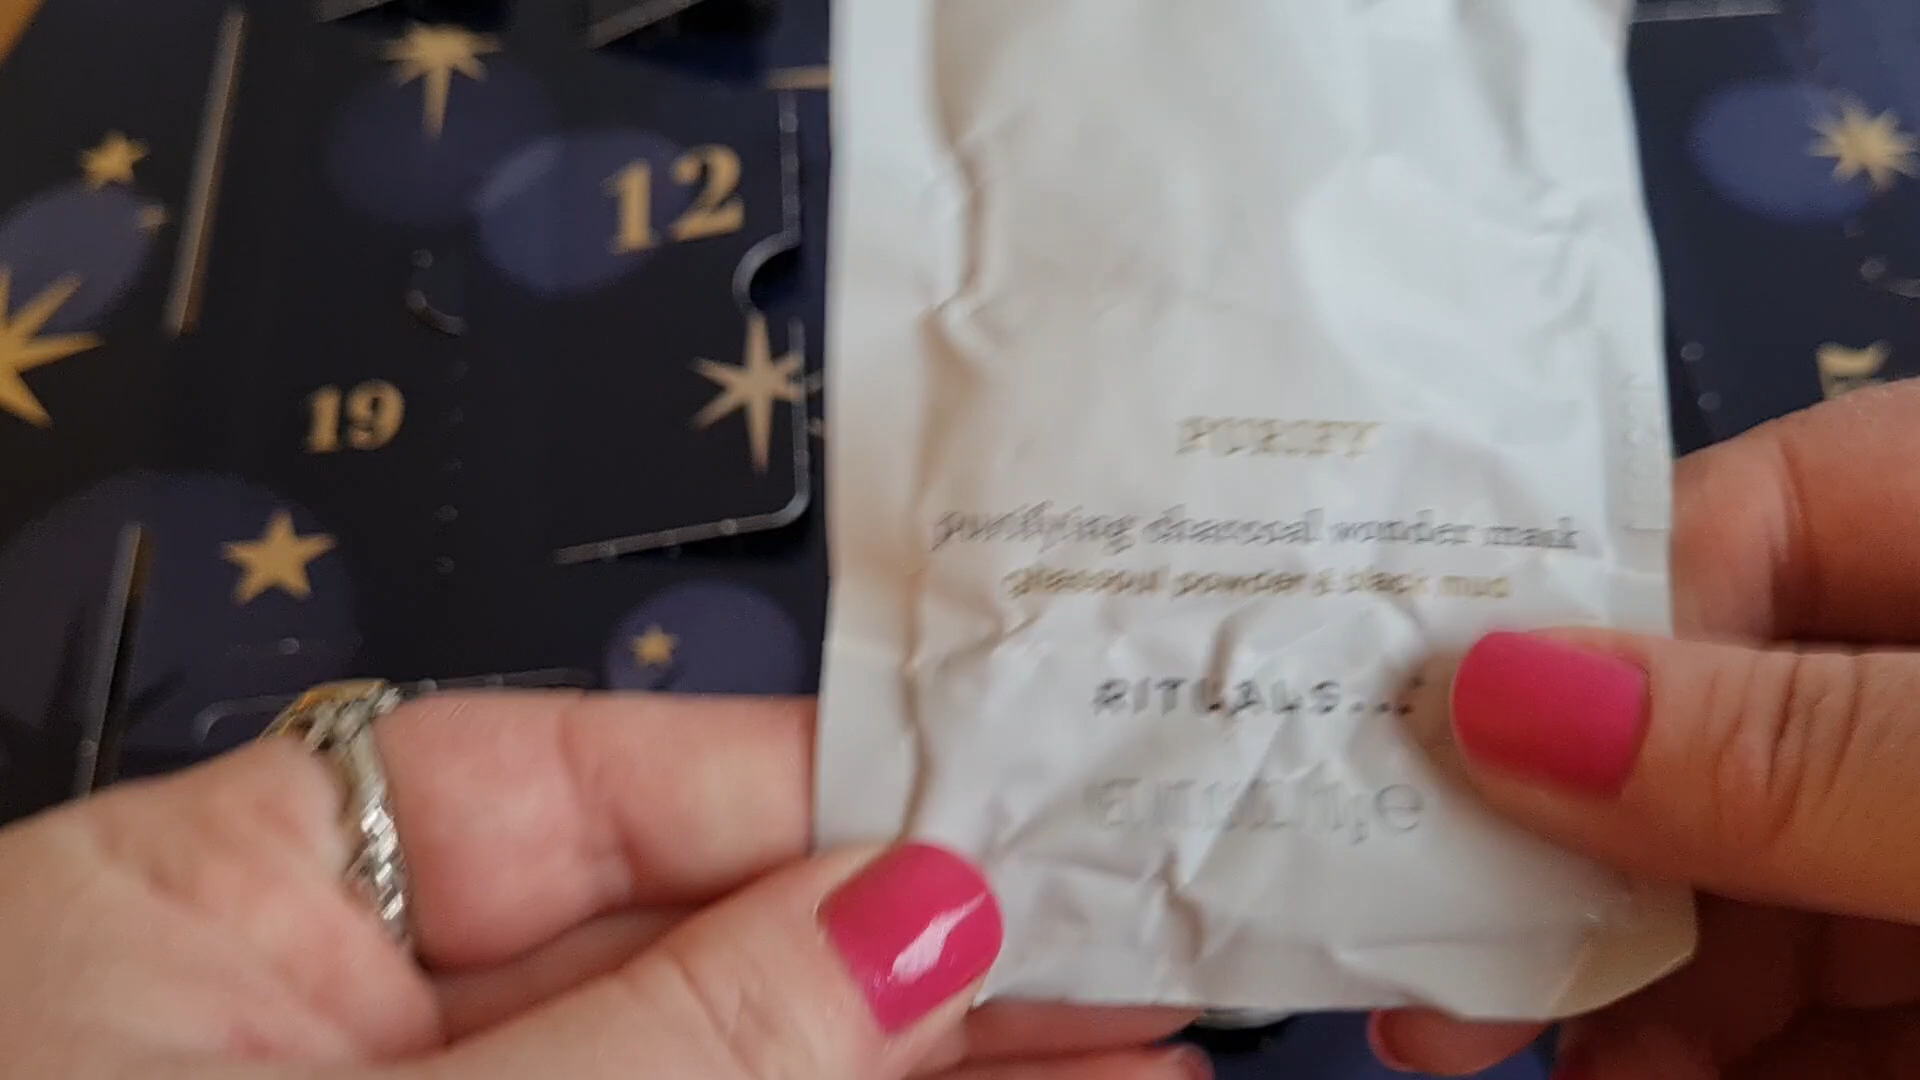 12
19
PURIFY
purifying charcoal wonder mask
charcoal powder & black mud
RITUALS...